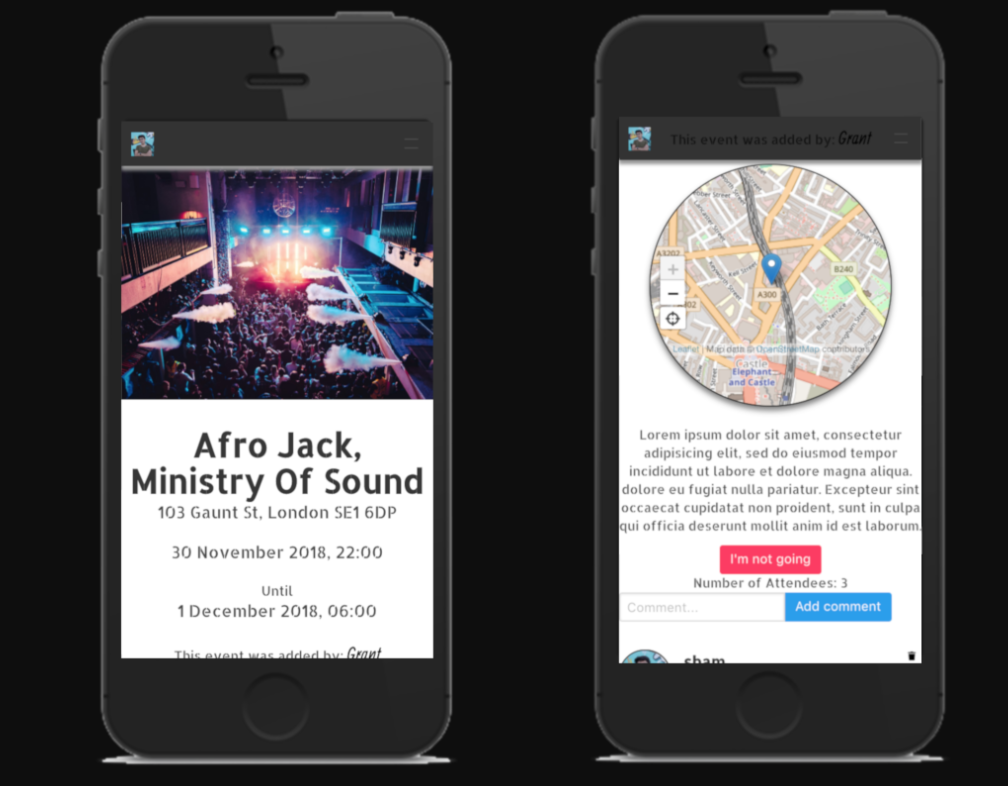 Afro Jack,
Ministry Of Sound
103 Gaunt St, London SE1 6DP
30 November 2018, 22:00
Until
1 December 2018, 06:00
This event was added by: Grant
This event was added by: Grant
A3202
B240
A300
Leaflet | Map data © OpenStreetMap contributors
Castle
Elephant
and Castle
Lorem ipsum dolor sit amet, consectetur
adipisicing elit, sed do eiusmod tempor
incididunt ut labore et dolore magna aliqua.
dolore eu fugiat nulla pariatur. Excepteur sint
occaecat cupidatat non proident, sunt in culpa
qui officia deserunt mollit anim id est laborum.
I'm not going
Number of Attendees: 3
Comment...
Add comment
sham